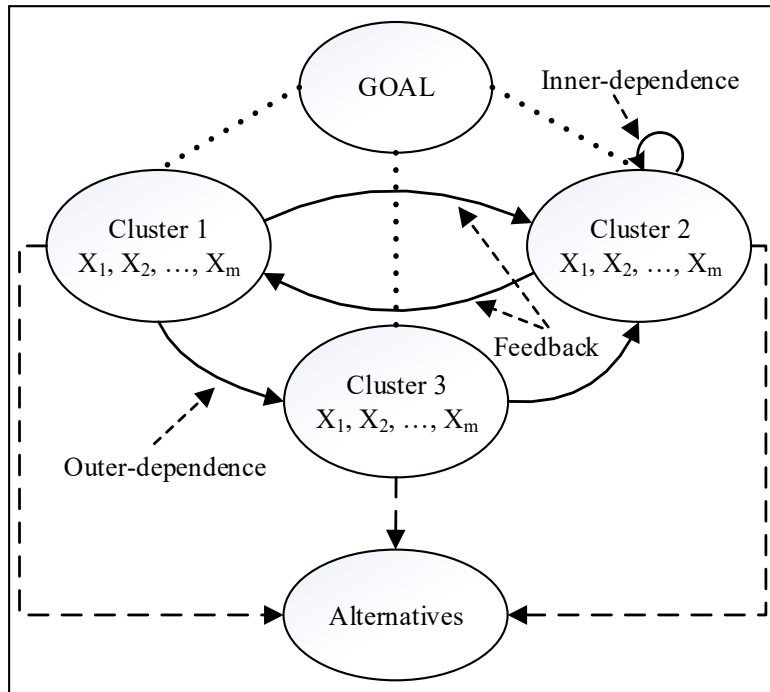 GOAL
Inner-dependence
Cluster 1
X₁, X₂, …, Xₘ
Cluster 2
X₁, X₂, …, Xₘ
Feedback
Cluster 3
X₁, X₂, …, Xₘ
Outer-dependence
Alternatives